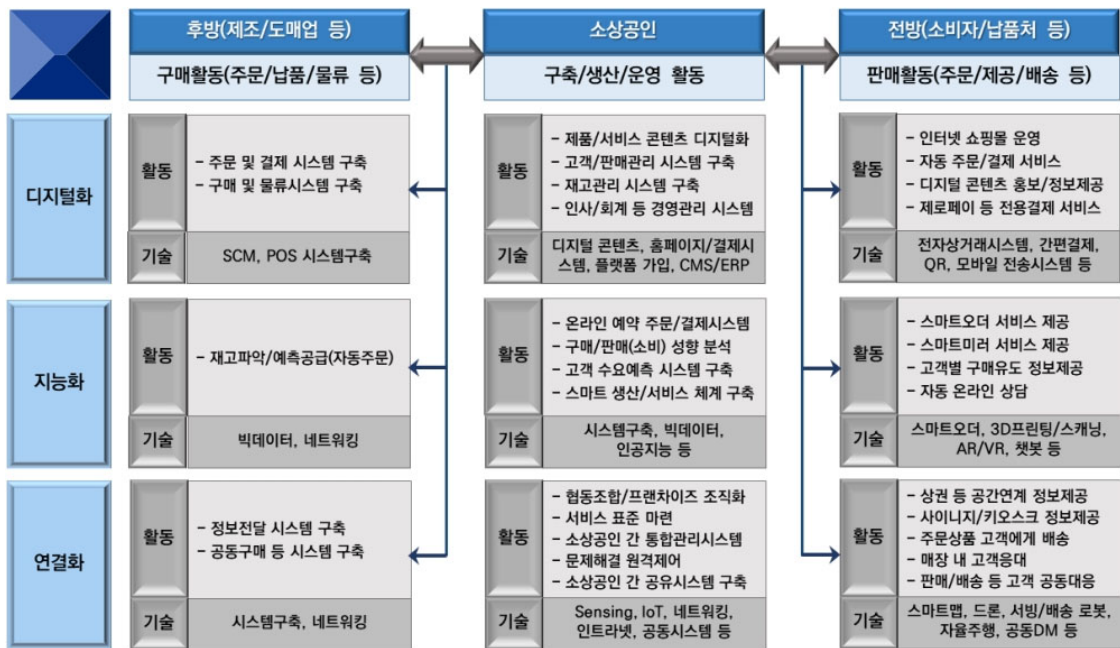 후방(제조/도매업 등)
구매활동(주문/납품/물류 등)
소상공인
구축/생산/운영 활동
전방(소비자/납품처 등)
판매활동(주문/제공/배송 등)
디지털화
활동
- 주문 및 결제 시스템 구축
- 구매 및 물류시스템 구축
기술
SCM, POS 시스템구축
활동
- 제품/서비스 콘텐츠 디지털화
- 고객/판매관리 시스템 구축
- 재고관리 시스템 구축
- 인사/회계 등 경영관리 시스템
기술
디지털 콘텐츠, 홈페이지/결제시
스템, 플랫폼 가입, CMS/ERP
활동
- 인터넷 쇼핑몰 운영
- 자동 주문/결제 서비스
- 디지털 콘텐츠 홍보/정보제공
- 제로페이 등 전용결제 서비스
기술
전자상거래시스템, 간편결제,
QR, 모바일 전송시스템 등
지능화
활동
- 재고파악/예측공급(자동주문)
기술
빅데이터, 네트워킹
활동
- 온라인 예약 주문/결제시스템
- 구매/판매(소비) 성향 분석
- 고객 수요예측 시스템 구축
- 스마트 생산/서비스 체계 구축
기술
시스템구축, 빅데이터,
인공지능 등
활동
- 스마트오더 서비스 제공
- 스마트미러 서비스 제공
- 고객별 구매유도 정보제공
- 자동 온라인 상담
기술
스마트오더, 3D프린팅/스캐닝,
AR/VR, 챗봇 등
연결화
활동
- 정보전달 시스템 구축
- 공동구매 등 시스템 구축
기술
시스템구축, 네트워킹
활동
- 협동조합/프랜차이즈 조직화
- 서비스 표준 마련
- 소상공인 간 통합관리시스템
- 문제해결 원격제어
- 소상공인 간 공유시스템 구축
기술
Sensing, IoT, 네트워킹,
인트라넷, 공동시스템 등
활동
- 상권 등 공간연계 정보제공
- 사이니지/키오스크 정보제공
- 주문상품 고객에게 배송
- 매장 내 고객응대
- 판매/배송 등 고객 공동대응
기술
스마트맵, 드론, 서빙/배송 로봇,
자율주행, 공동DM 등